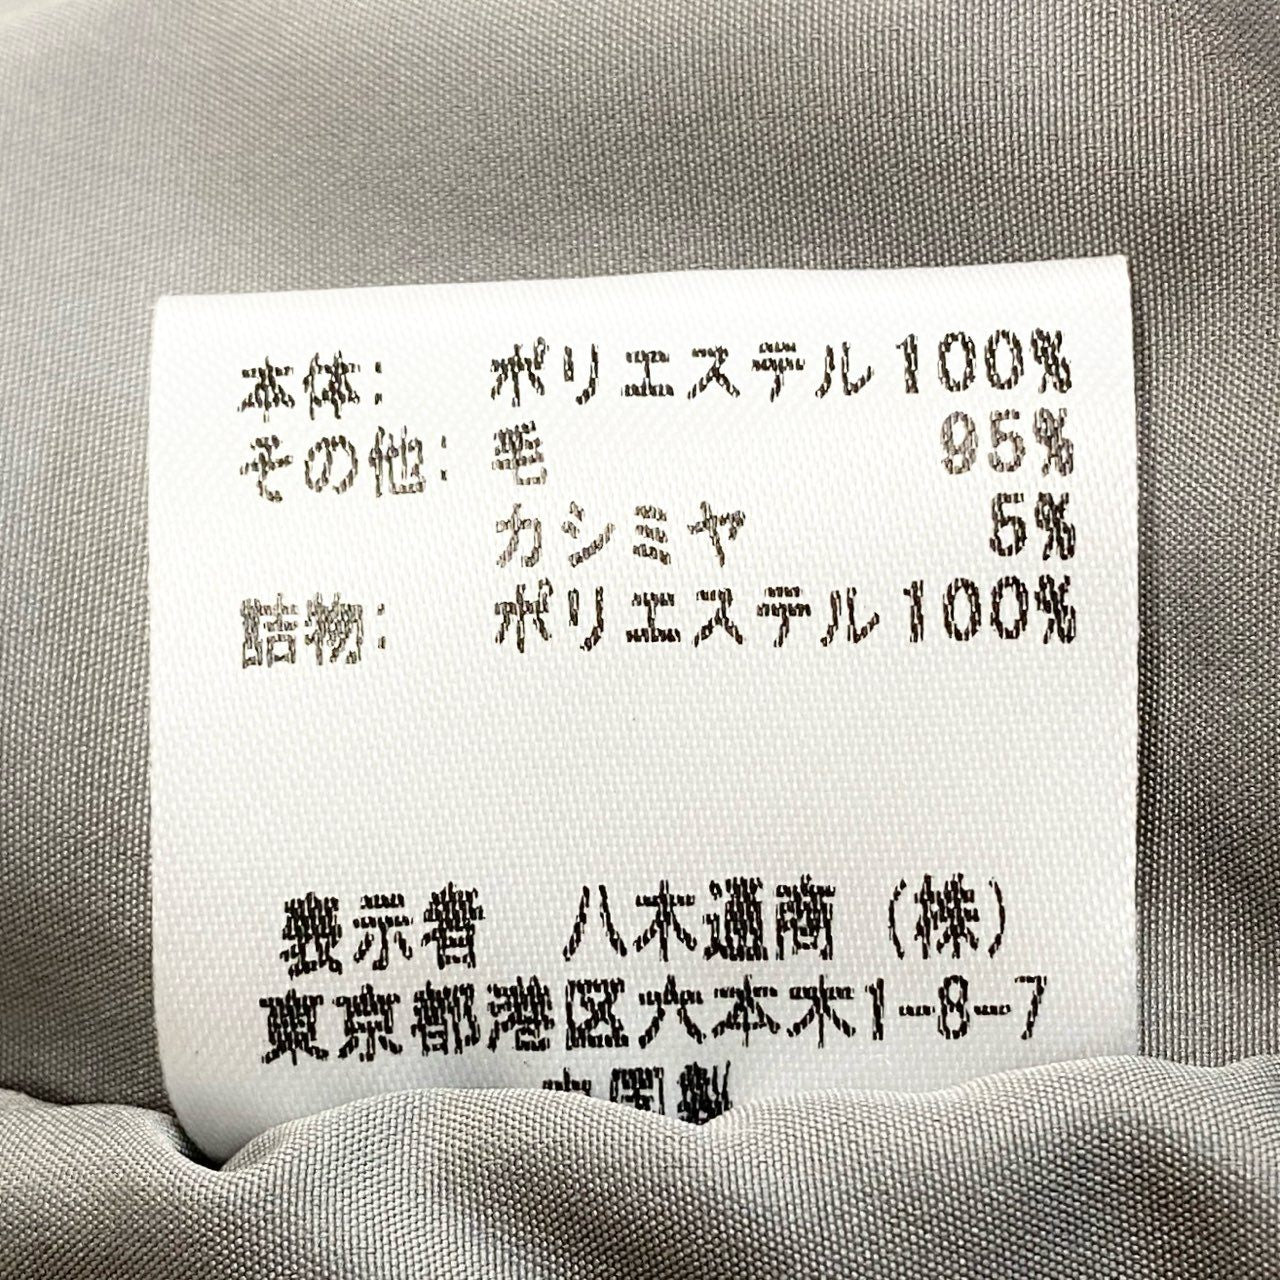 本体: ポリエステル100%
その他: 毛 95%
カシミヤ 5%
詰物: ポリエステル100%
表示者 八木通商(株)
東京都港区六本木1-8-7